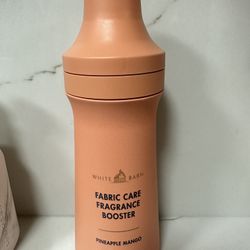 WHITE BARN
FABRIC CARE
FRAGRANCE
BOOSTER
PINEAPPLE MANGO